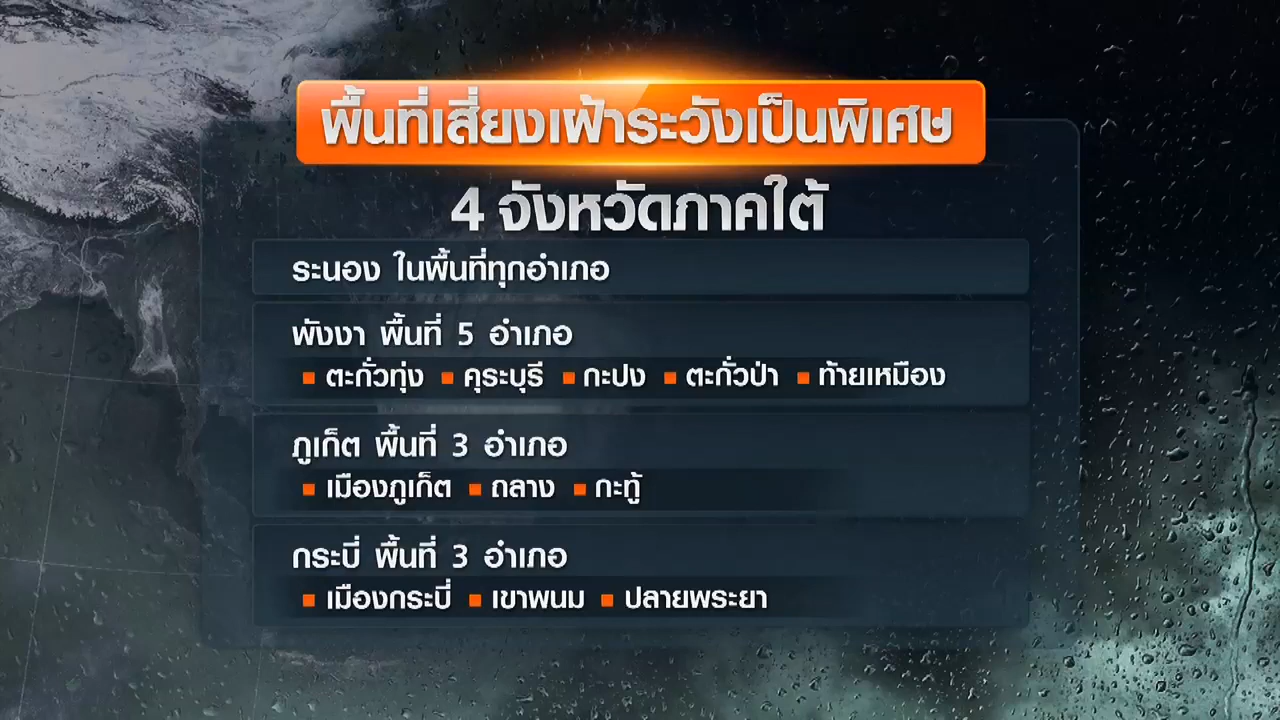 พื้นที่เสี่ยงเฝ้าระวังเป็นพิเศษ
4 จังหวัดภาคใต้
ระนอง ในพื้นที่ทุกอำเภอ
พังงา พื้นที่ 5 อำเภอ
▪ ตะกั่วทุ่ง ▪ คุระบุรี ▪ กะปง ▪ ตะกั่วป่า ▪ ท้ายเหมือง
ภูเก็ต พื้นที่ 3 อำเภอ
▪ เมืองภูเก็ต ▪ ถลาง ▪ กะทู้
กระบี่ พื้นที่ 3 อำเภอ
▪ เมืองกระบี่ ▪ เขาพนม ▪ ปลายพระยา